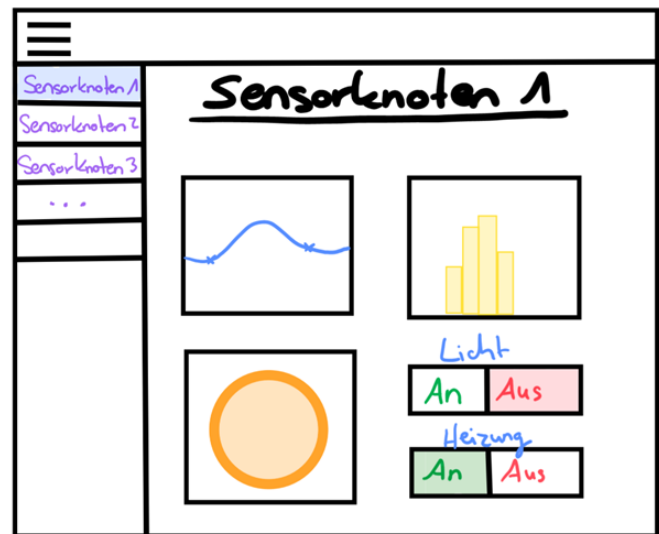 Sensorknoten 1
Sensorknoten 2
Sensorknoten 3
...
Sensorknoten 1
Licht
An Aus
Heizung
An Aus